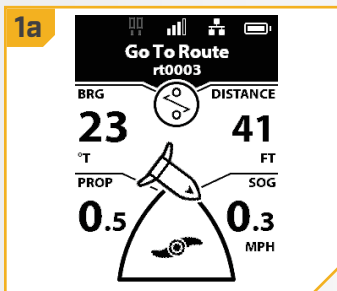 1a
Go To Route
rt0003
BRG DISTANCE
23 41
°T FT
PROP SOG
0.5 0.3
MPH